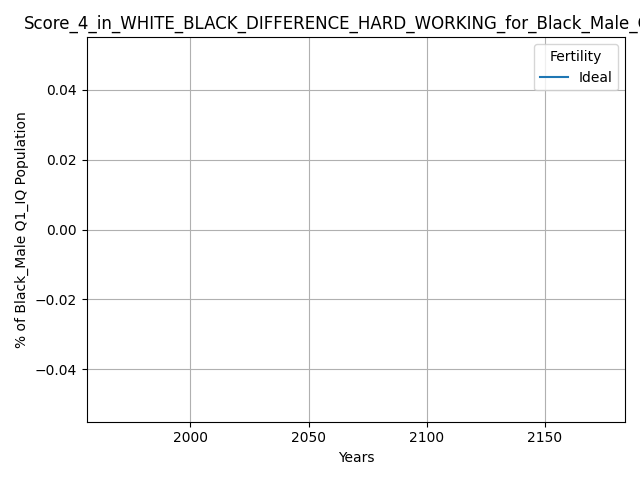 Score_4_in_WHITE_BLACK_DIFFERENCE_HARD_WORKING_for_Black_Male_
Fertility
Ideal
% of Black_Male Q1_IQ Population
0.04
0.02
0.00
−0.02
−0.04
2000 2050 2100 2150
Years